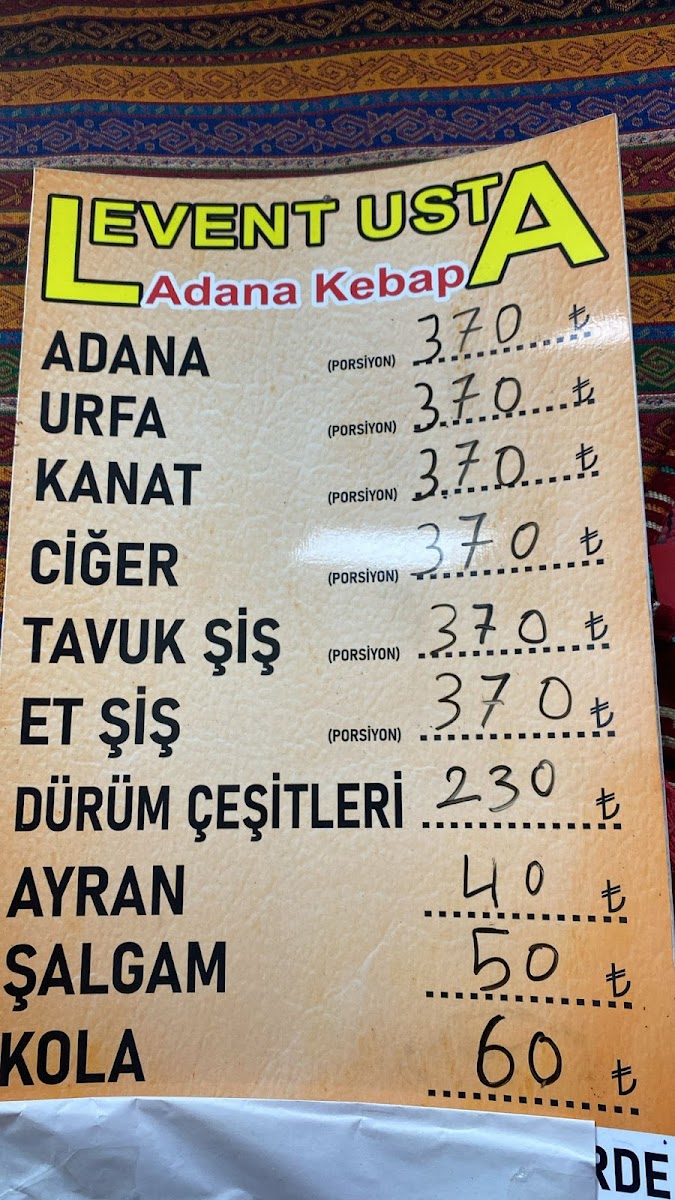 LEVENT USTA
Adana Kebap
ADANA (PORSİYON) 370 ₺
URFA (PORSİYON) 370 ₺
KANAT (PORSİYON) 370 ₺
CİĞER (PORSİYON) 370 ₺
TAVUK ŞİŞ (PORSİYON) 370 ₺
ET ŞİŞ (PORSİYON) 370 ₺
DÜRÜM ÇEŞİTLERİ 230 ₺
AYRAN 40 ₺
ŞALGAM 50 ₺
KOLA 60 ₺